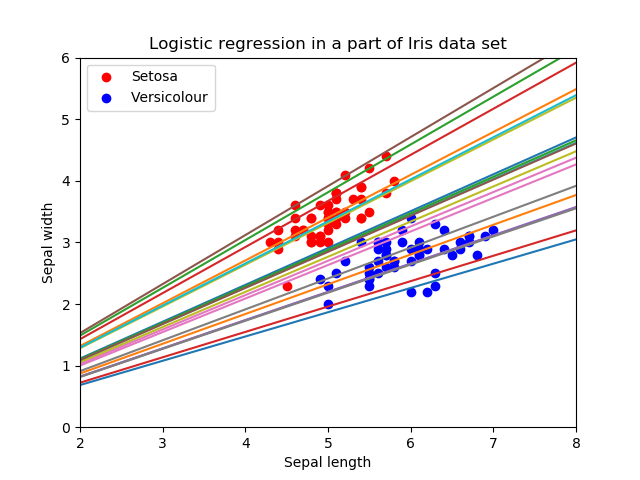 Logistic regression in a part of Iris data set
Setosa
Versicolour
Sepal width
6
5
4
3
2
1
0
2 3 4 5 6 7 8
Sepal length